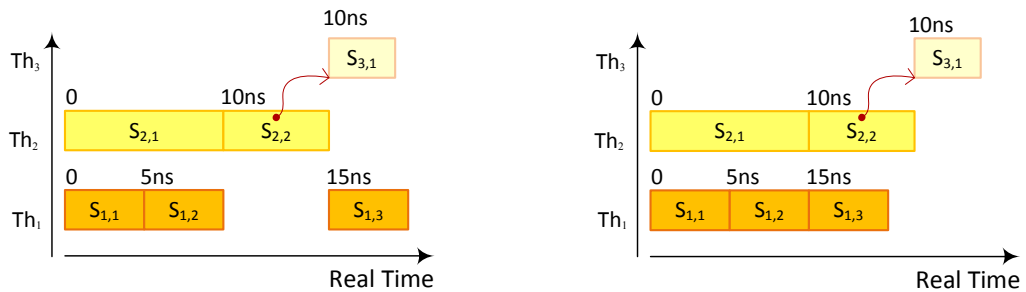 10ns
Th₃
S₃,₁
0
10ns
Th₂
S₂,₁
S₂,₂
0
5ns
15ns
Th₁
S₁,₁
S₁,₂
S₁,₃
Real Time
10ns
Th₃
S₃,₁
0
10ns
Th₂
S₂,₁
S₂,₂
0
5ns
15ns
Th₁
S₁,₁
S₁,₂
S₁,₃
Real Time